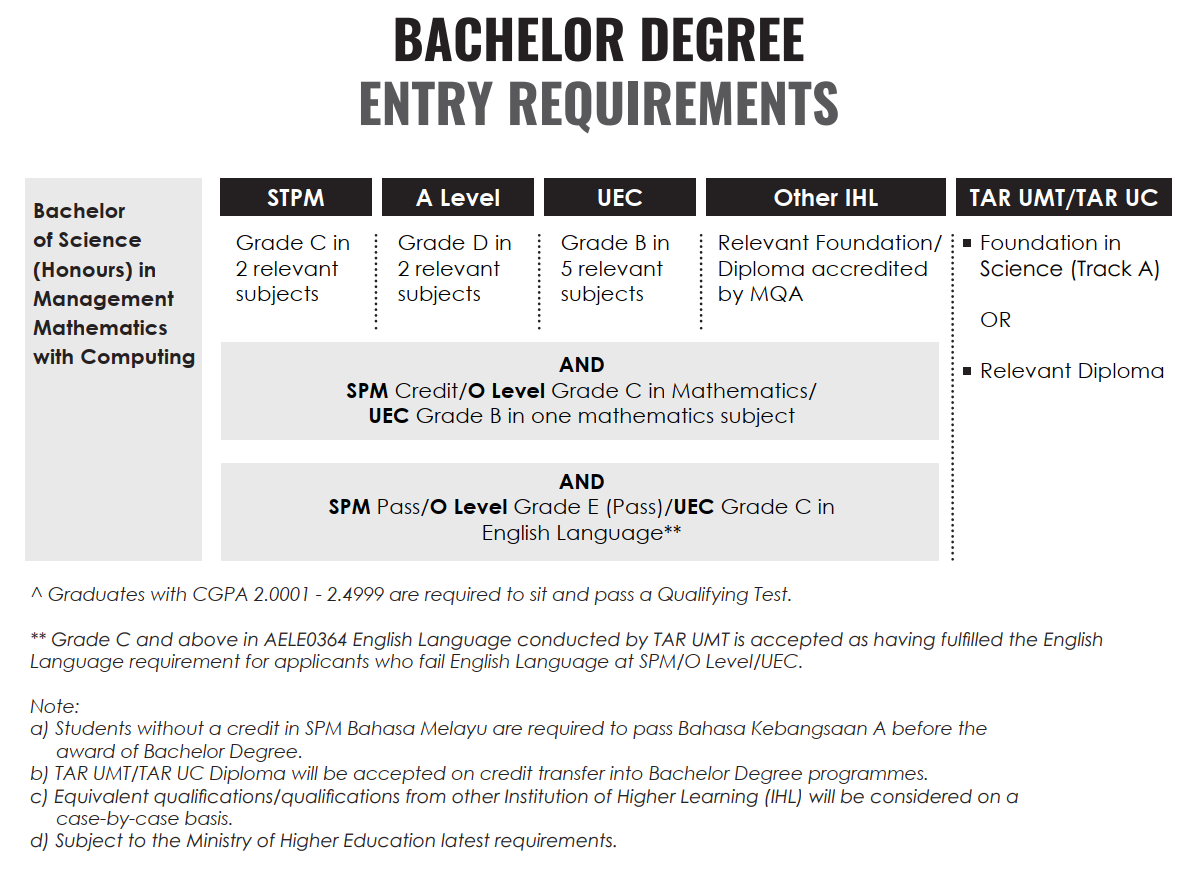 BACHELOR DEGREE
ENTRY REQUIREMENTS
Bachelor
of Science
(Honours) in
Management
Mathematics
with Computing
STPM
Grade C in
2 relevant
subjects
A Level
Grade D in
2 relevant
subjects
UEC
Grade B in
5 relevant
subjects
Other IHL
Relevant Foundation/
Diploma accredited
by MQA
TAR UMT/TAR UC
▪ Foundation in
Science (Track A)
OR
▪ Relevant Diploma
AND
SPM Credit/O Level Grade C in Mathematics/
UEC Grade B in one mathematics subject
AND
SPM Pass/O Level Grade E (Pass)/UEC Grade C in
English Language**
^ Graduates with CGPA 2.0001 - 2.4999 are required to sit and pass a Qualifying Test.
** Grade C and above in AELE0364 English Language conducted by TAR UMT is accepted as having fulfilled the English
Language requirement for applicants who fail English Language at SPM/O Level/UEC.
Note:
a) Students without a credit in SPM Bahasa Melayu are required to pass Bahasa Kebangsaan A before the
award of Bachelor Degree.
b) TAR UMT/TAR UC Diploma will be accepted on credit transfer into Bachelor Degree programmes.
c) Equivalent qualifications/qualifications from other Institution of Higher Learning (IHL) will be considered on a
case-by-case basis.
d) Subject to the Ministry of Higher Education latest requirements.